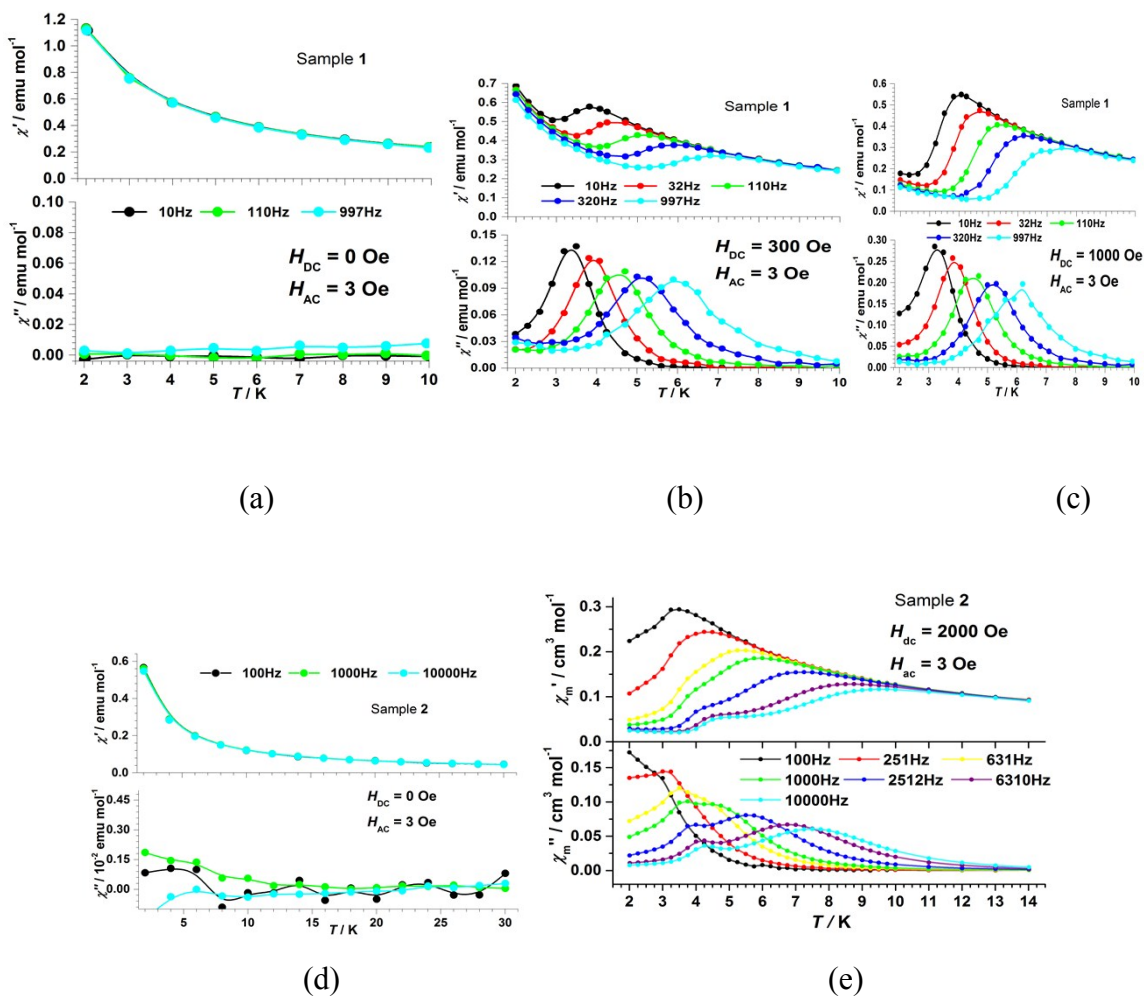 1.2
1.0
0.8
0.6
0.4
0.2
0.0
χ' / emu mol⁻¹
Sample 1
0.10
0.08
0.06
0.04
0.02
0.00
χ'' / emu mol⁻¹
10Hz 110Hz 997Hz
H_DC = 0 Oe
H_AC = 3 Oe
2 3 4 5 6 7 8 9 10
T / K
0.7
0.6
0.5
0.4
0.3
0.2
0.1
0.0
χ' / emu mol⁻¹
Sample 1
10Hz 32Hz 110Hz
320Hz 997Hz
0.15
0.12
0.09
0.06
0.03
0.00
χ'' / emu mol⁻¹
H_DC = 300 Oe
H_AC = 3 Oe
2 3 4 5 6 7 8 9 10
T / K
0.6
0.5
0.4
0.3
0.2
0.1
0.0
χ' / emu mol⁻¹
Sample 1
10Hz 32Hz 110Hz
320Hz 997Hz
0.30
0.25
0.20
0.15
0.10
0.05
0.00
χ'' / emu mol⁻¹
H_DC = 1000 Oe
H_AC = 3 Oe
2 3 4 5 6 7 8 9 10
T / K
(a) (b) (c)
0.6
0.4
0.2
0.0
χ' / emu mol⁻¹
100Hz 1000Hz 10000Hz
Sample 2
0.45
0.30
0.15
0.00
χ'' / 10⁻² emu mol⁻¹
H_DC = 0 Oe
H_AC = 3 Oe
5 10 15 20 25 30
T / K
0.3
0.2
0.1
0.0
χ_m' / cm³ mol⁻¹
Sample 2
H_dc = 2000 Oe
H_ac = 3 Oe
0.15
0.10
0.05
0.00
χ_m'' / cm³ mol⁻¹
100Hz 251Hz 631Hz
1000Hz 2512Hz 6310Hz
10000Hz
2 3 4 5 6 7 8 9 10 11 12 13 14
T / K
(d) (e)